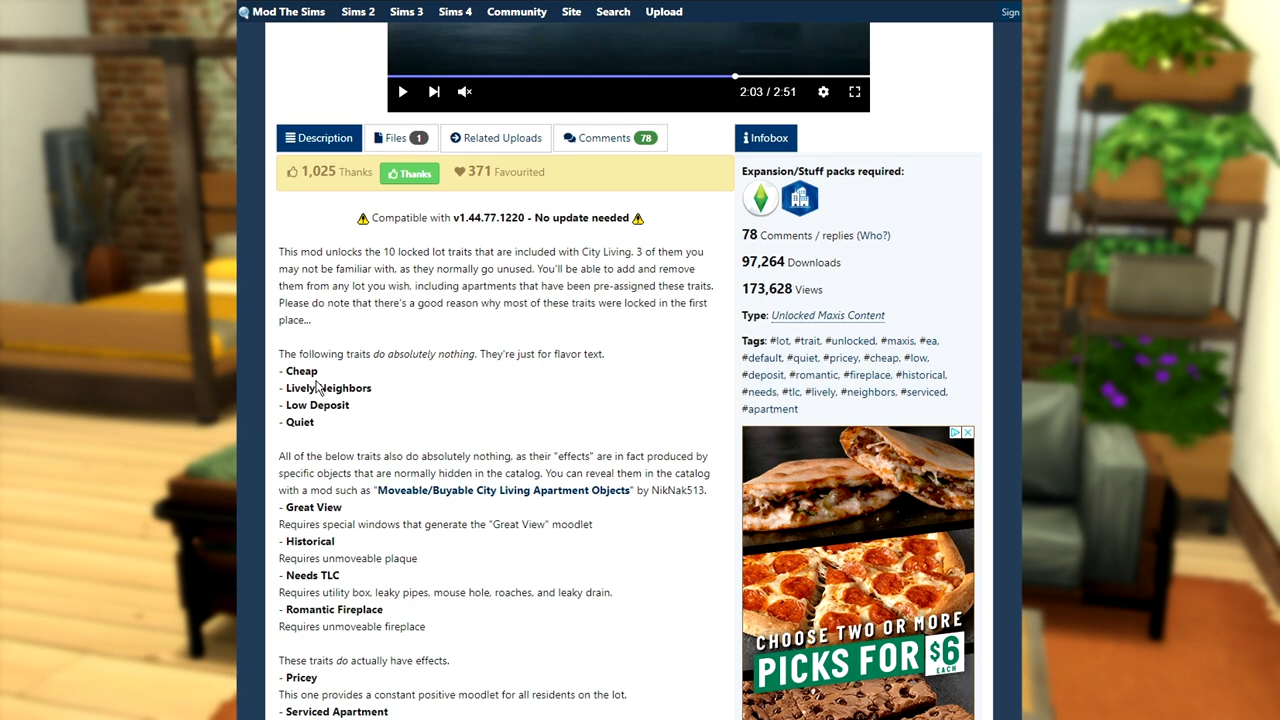 Mod The Sims Sims 2 Sims 3 Sims 4 Community Site Search Upload Sign
2:03 / 2:51
Description Files 1 Related Uploads Comments 78 Infobox
1,025 Thanks Thanks 371 Favourited
Compatible with v1.44.77.1220 - No update needed
This mod unlocks the 10 locked lot traits that are included with City Living. 3 of them you
may not be familiar with, as they normally go unused. You'll be able to add and remove
them from any lot you wish, including apartments that have been pre-assigned these traits.
Please do note that there's a good reason why most of these traits were locked in the first
place...
The following traits do absolutely nothing. They're just for flavor text.
- Cheap
- Lively Neighbors
- Low Deposit
- Quiet
All of the below traits also do absolutely nothing, as their "effects" are in fact produced by
specific objects that are normally hidden in the catalog. You can reveal them in the catalog
with a mod such as "Moveable/Buyable City Living Apartment Objects" by NikNak513.
- Great View
Requires special windows that generate the "Great View" moodlet
- Historical
Requires unmoveable plaque
- Needs TLC
Requires utility box, leaky pipes, mouse hole, roaches, and leaky drain.
- Romantic Fireplace
Requires unmoveable fireplace
These traits do actually have effects.
- Pricey
This one provides a constant positive moodlet for all residents on the lot.
- Serviced Apartment
Expansion/Stuff packs required:
78 Comments / replies (Who?)
97,264 Downloads
173,628 Views
Type: Unlocked Maxis Content
Tags: #lot, #trait, #unlocked, #maxis, #ea,
#default, #quiet, #pricey, #cheap, #low,
#deposit, #romantic, #fireplace, #historical,
#needs, #tlc, #lively, #neighbors, #serviced,
#apartment
CHOOSE TWO OR MORE
PICKS FOR $6
EACH